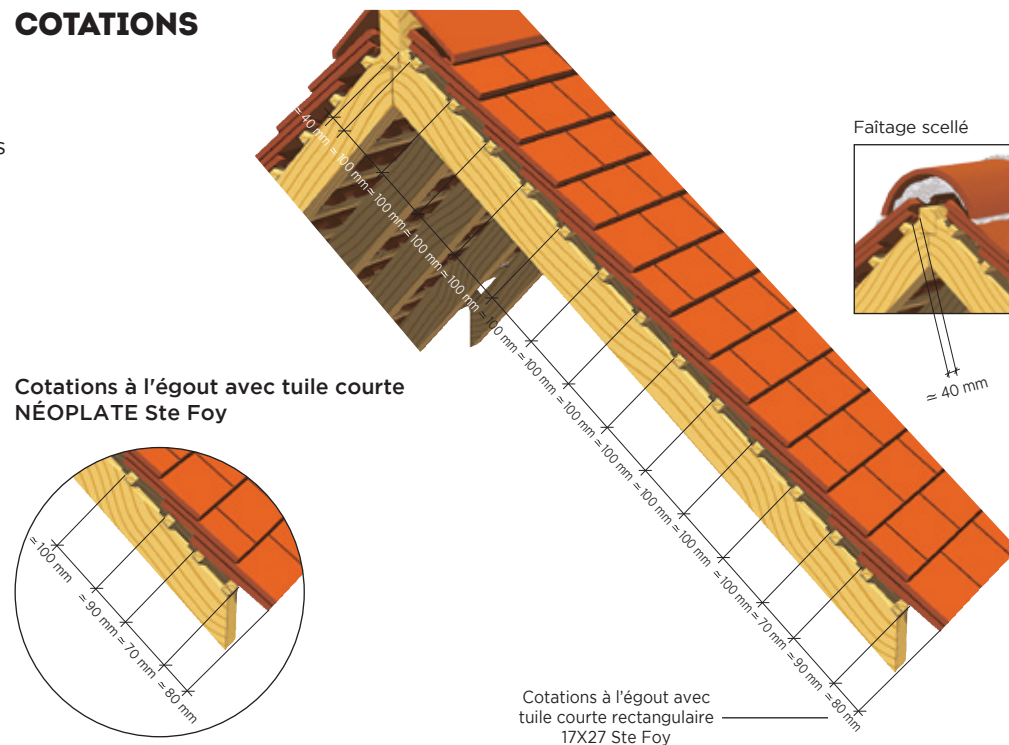 COTATIONS
s
≃ 40 mm
≃ 100 mm
≃ 100 mm
≃ 100 mm
≃ 100 mm
≃ 100 mm
≃ 100 mm
≃ 100 mm
≃ 100 mm
≃ 100 mm
≃ 100 mm
≃ 100 mm
≃ 70 mm
≃ 90 mm
≃ 80 mm
Faîtage scellé
≃ 40 mm
Cotations à l'égout avec tuile courte
NÉOPLATE Ste Foy
≃ 100 mm
≃ 90 mm
≃ 70 mm
≃ 80 mm
Cotations à l'égout avec
tuile courte rectangulaire
17X27 Ste Foy